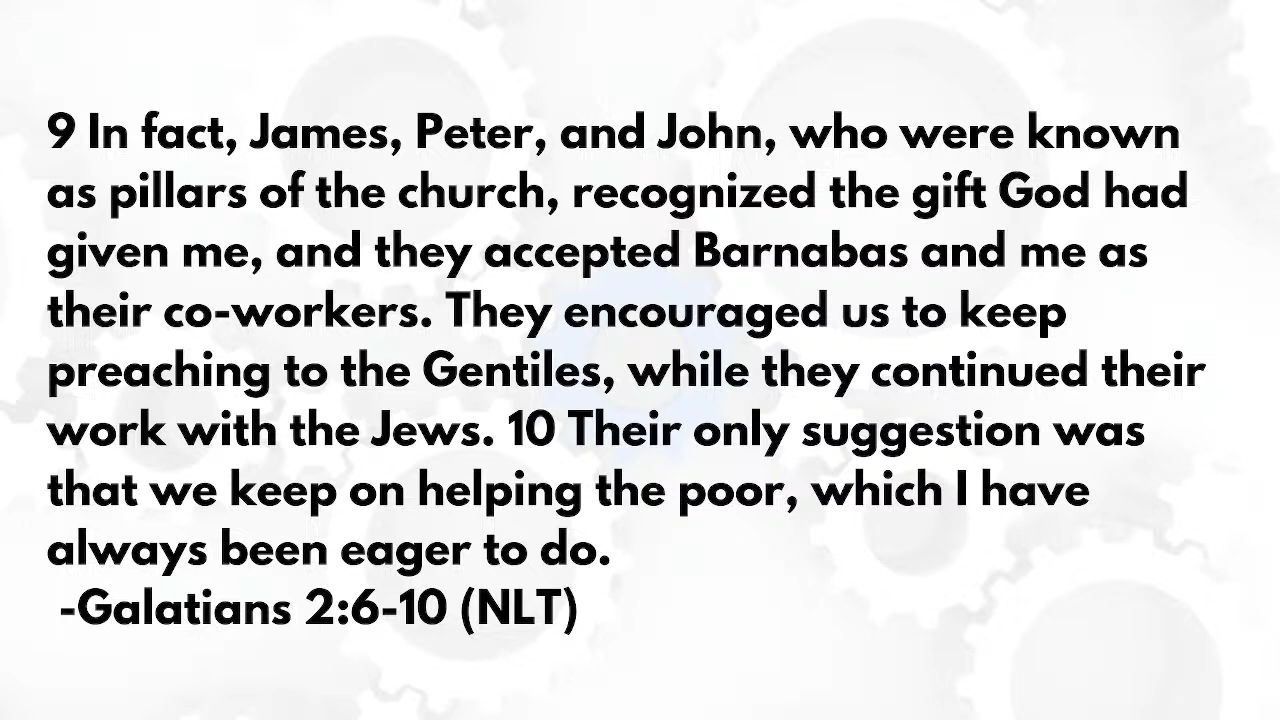 9 In fact, James, Peter, and John, who were known
as pillars of the church, recognized the gift God had
given me, and they accepted Barnabas and me as
their co-workers. They encouraged us to keep
preaching to the Gentiles, while they continued their
work with the Jews. 10 Their only suggestion was
that we keep on helping the poor, which I have
always been eager to do.
-Galatians 2:6-10 (NLT)